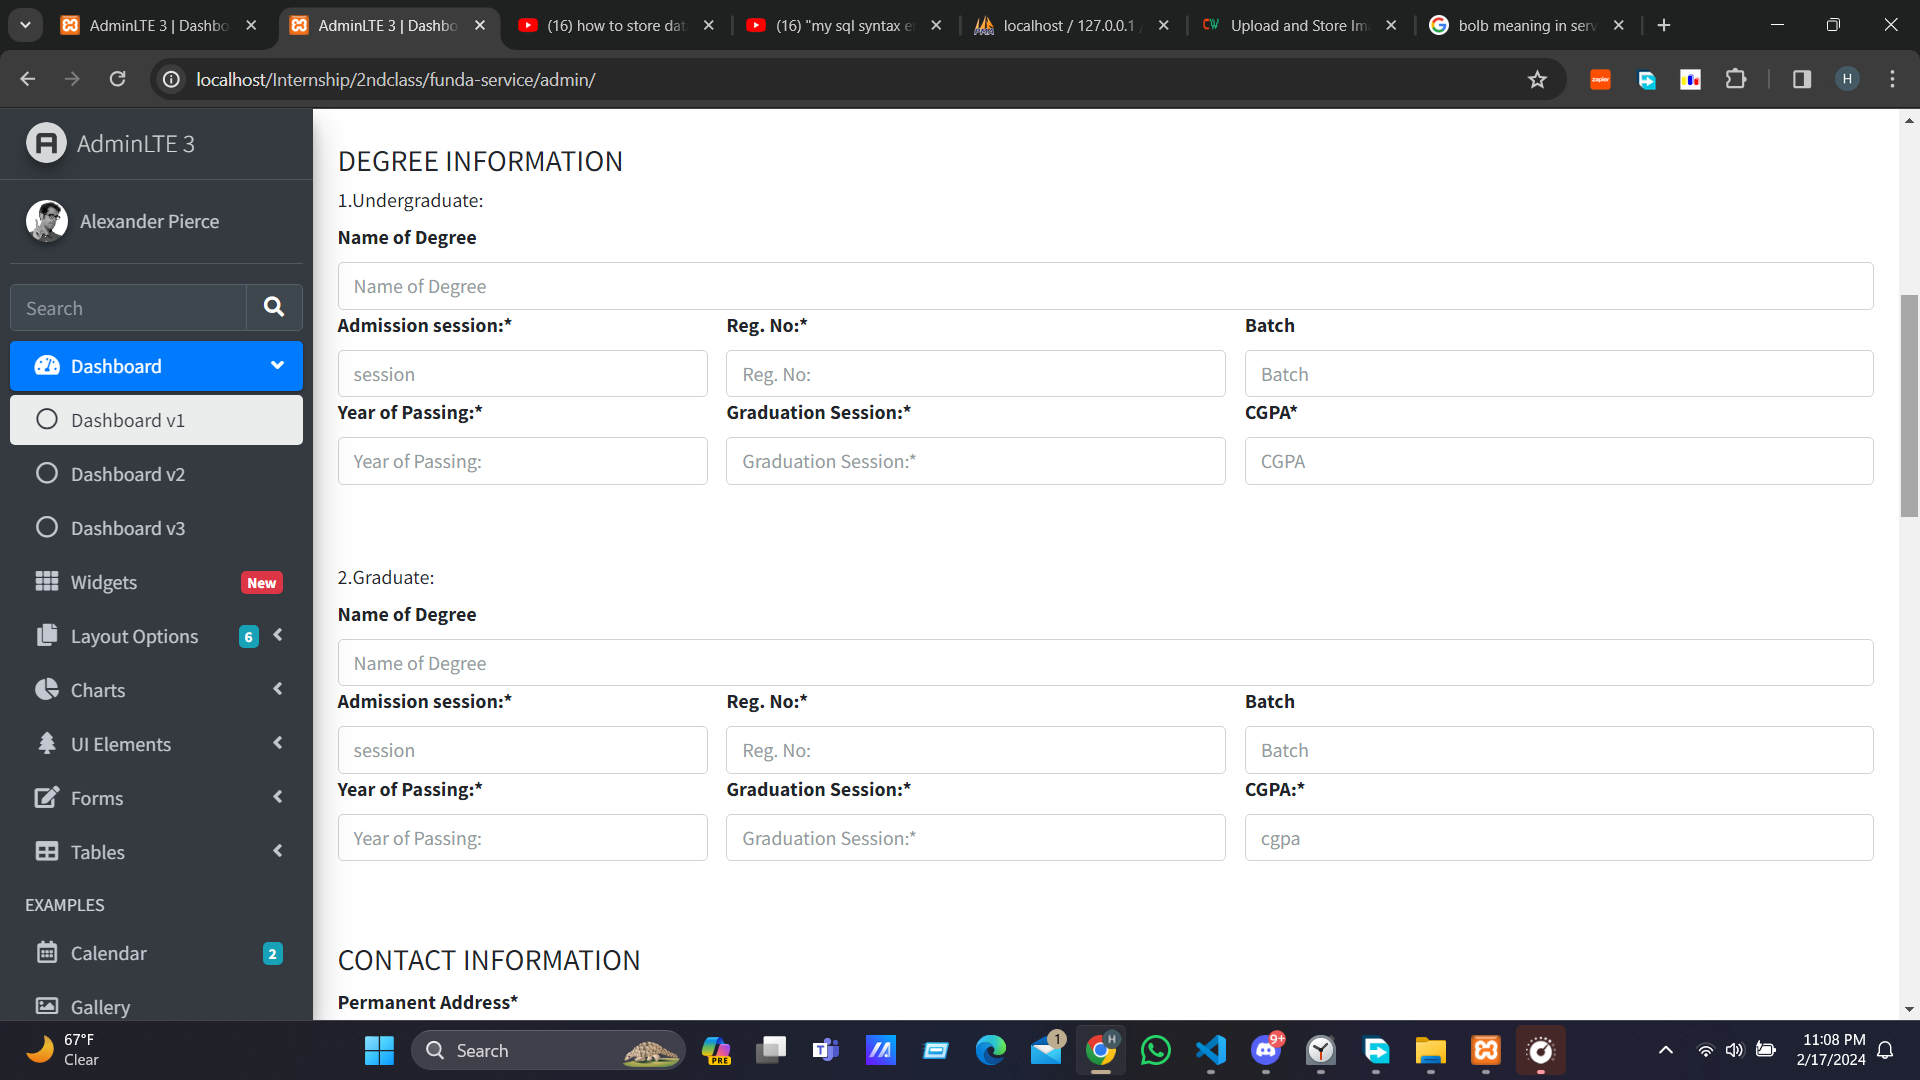 AdminLTE 3 | Dashbo
AdminLTE 3 | Dashbo
(16) how to store dat
(16) "my sql syntax e
localhost / 127.0.0.1 /
Upload and Store Im
bolb meaning in serv
localhost/Internship/2ndclass/funda-service/admin/
zapier
H
AdminLTE 3
Alexander Pierce
Search
Dashboard
Dashboard v1
Dashboard v2
Dashboard v3
Widgets New
Layout Options 6
Charts
UI Elements
Forms
Tables
EXAMPLES
Calendar 2
Gallery
DEGREE INFORMATION
1.Undergraduate:
Name of Degree
Name of Degree
Admission session:* Reg. No:* Batch
session Reg. No: Batch
Year of Passing:* Graduation Session:* CGPA*
Year of Passing: Graduation Session:* CGPA
2.Graduate:
Name of Degree
Name of Degree
Admission session:* Reg. No:* Batch
session Reg. No: Batch
Year of Passing:* Graduation Session:* CGPA:*
Year of Passing: Graduation Session:* cgpa
CONTACT INFORMATION
Permanent Address*
67°F
Clear
Search
PRE
1
H
9+
11:08 PM
2/17/2024